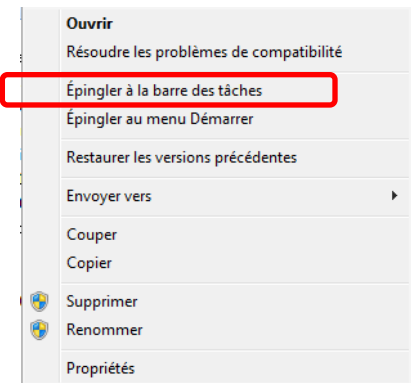 Ouvrir
Résoudre les problèmes de compatibilité
Épingler à la barre des tâches
Épingler au menu Démarrer
Restaurer les versions précédentes
Envoyer vers
Couper
Copier
Supprimer
Renommer
Propriétés